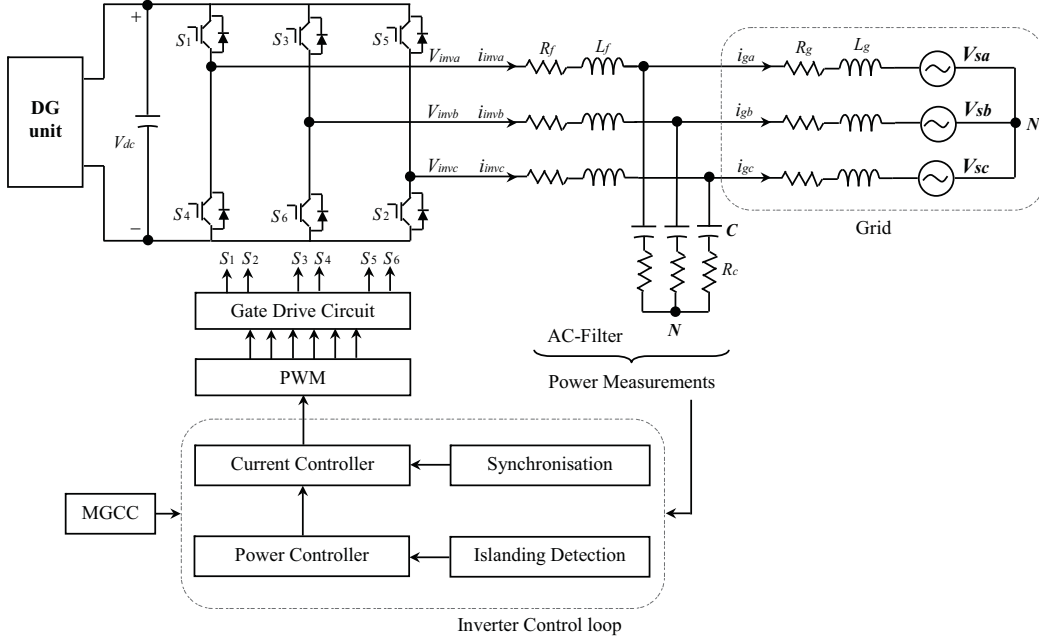 +
S1
S3
S5
DG
unit
Vdc
−
Vinva
iinva
Rf
Lf
iga
Rg
Lg
Vsa
Vinvb
iinvb
igb
Vsb
N
Vinvc
iinvc
igc
Vsc
S4
S6
S2
Grid
C
Rc
N
S1
S2
S3
S4
S5
S6
Gate Drive Circuit
AC-Filter
PWM
Power Measurements
Current Controller
Synchronisation
MGCC
Power Controller
Islanding Detection
Inverter Control loop